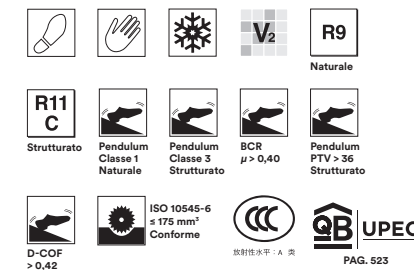 V2
R9
Naturale
R11
C
Strutturato
Pendulum
Classe 1
Naturale
Pendulum
Classe 3
Strutturato
BCR
µ > 0,40
Pendulum
PTV > 36
Strutturato
D-COF
> 0,42
ISO 10545-6
≤ 175 mm³
Conforme
CCC
放射性水平：A 类
QB UPEC
PAG. 523